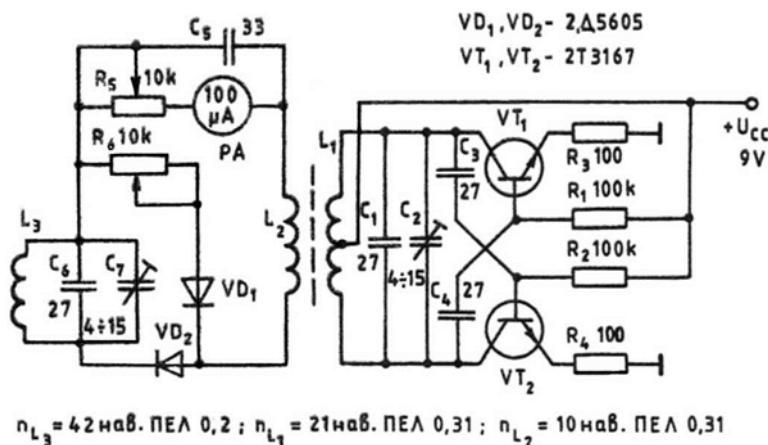 C5 33
VD1, VD2 - 2Д5605
VT1, VT2 - 2T3167
R5 10k
100 μA
PA
R6 10k
L1
VT1
+UCC
9V
C3
27
R3 100
R1 100k
R2 100k
L3
L2
C1
27
C2
4÷15
C6
27
C7
4÷15
VD1
VD2
C4
27
R4 100
VT2
nL3 = 42 нав. ПЕЛ 0,2; nL1 = 21 нав. ПЕЛ 0,31; nL2 = 10 нав. ПЕЛ 0,31